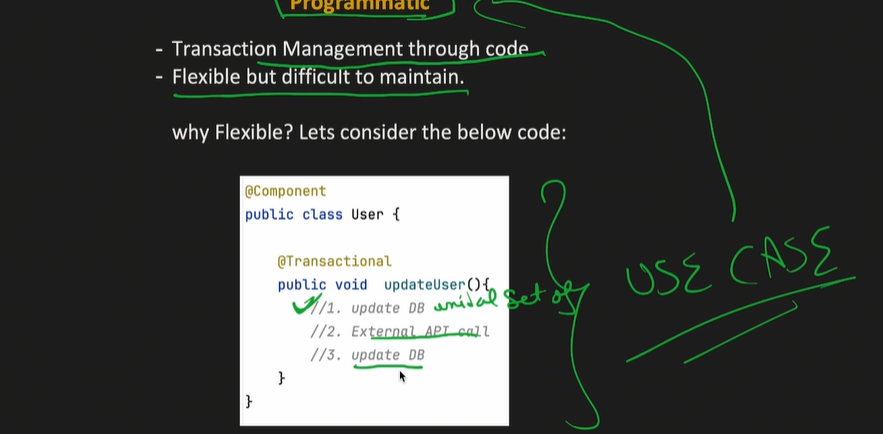 Programmatic
- Transaction Management through code
- Flexible but difficult to maintain.
why Flexible? Lets consider the below code:
@Component
public class User {
@Transactional
public void updateUser(){
//1. update DB
set of
//2. External API call
//3. update DB
}
}
USE CASE